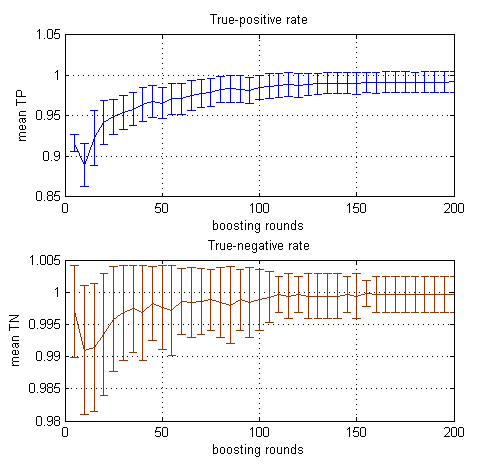 True-positive rate
1.05
1
0.95
0.9
0.85
mean TP
0 50 100 150 200
boosting rounds
True-negative rate
1.005
1
0.995
0.99
0.985
0.98
mean TN
0 50 100 150 200
boosting rounds